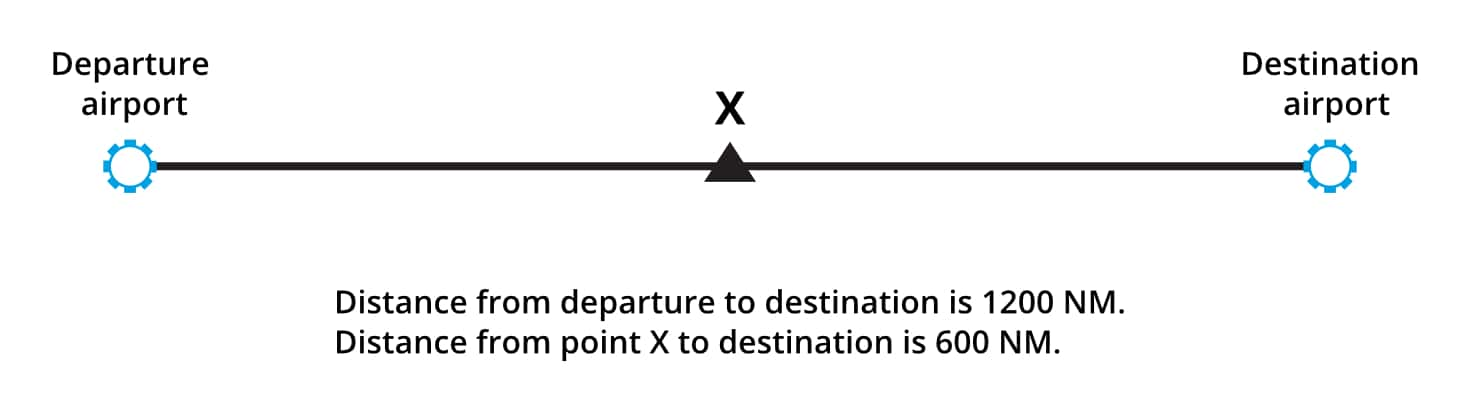 Departure
airport
X
Destination
airport
Distance from departure to destination is 1200 NM.
Distance from point X to destination is 600 NM.